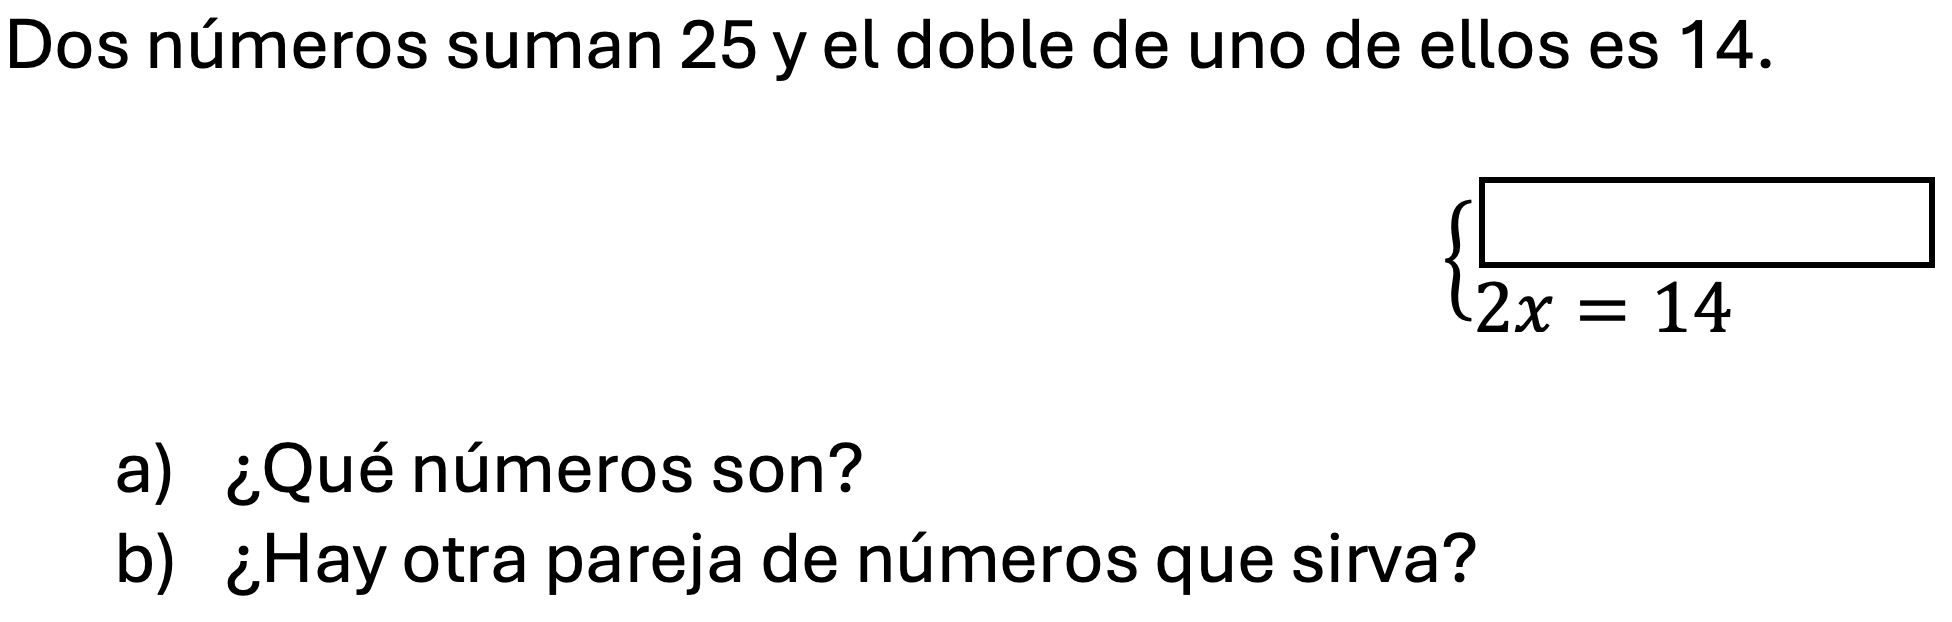 Dos números suman 25 y el doble de uno de ellos es 14.
2x = 14
a) ¿Qué números son?
b) ¿Hay otra pareja de números que sirva?